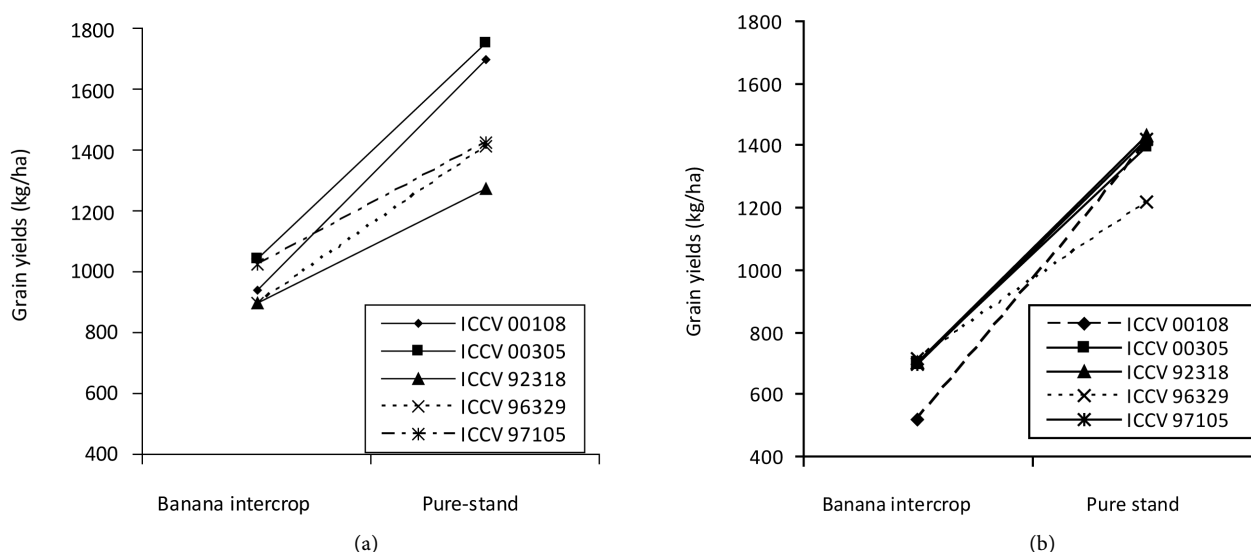 Grain yields (kg/ha)
1800
1600
1400
1200
1000
800
600
400
ICCV 00108
ICCV 00305
ICCV 92318
ICCV 96329
ICCV 97105
Banana intercrop
Pure-stand
(a)
Grain yields (kg/ha)
1800
1600
1400
1200
1000
800
600
400
ICCV 00108
ICCV 00305
ICCV 92318
ICCV 96329
ICCV 97105
Banana intercrop
Pure stand
(b)